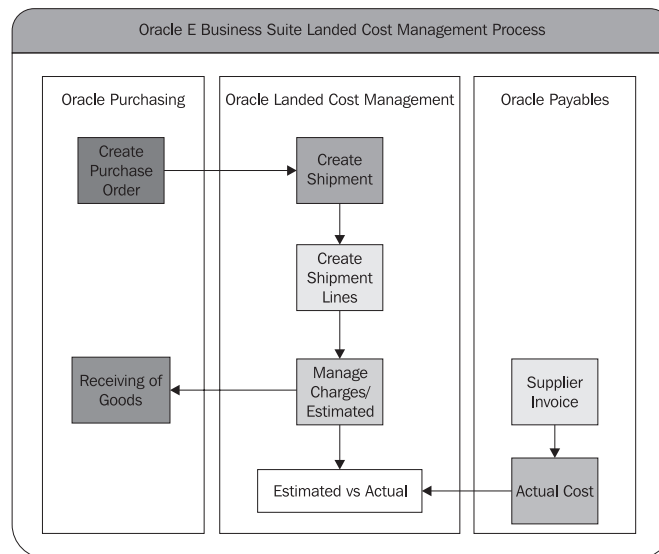 Oracle E Business Suite Landed Cost Management Process
Oracle Purchasing
Oracle Landed Cost Management
Oracle Payables
Create
Purchase
Order
Create
Shipment
Create
Shipment
Lines
Receiving of
Goods
Manage
Charges/
Estimated
Supplier
Invoice
Estimated vs Actual
Actual Cost